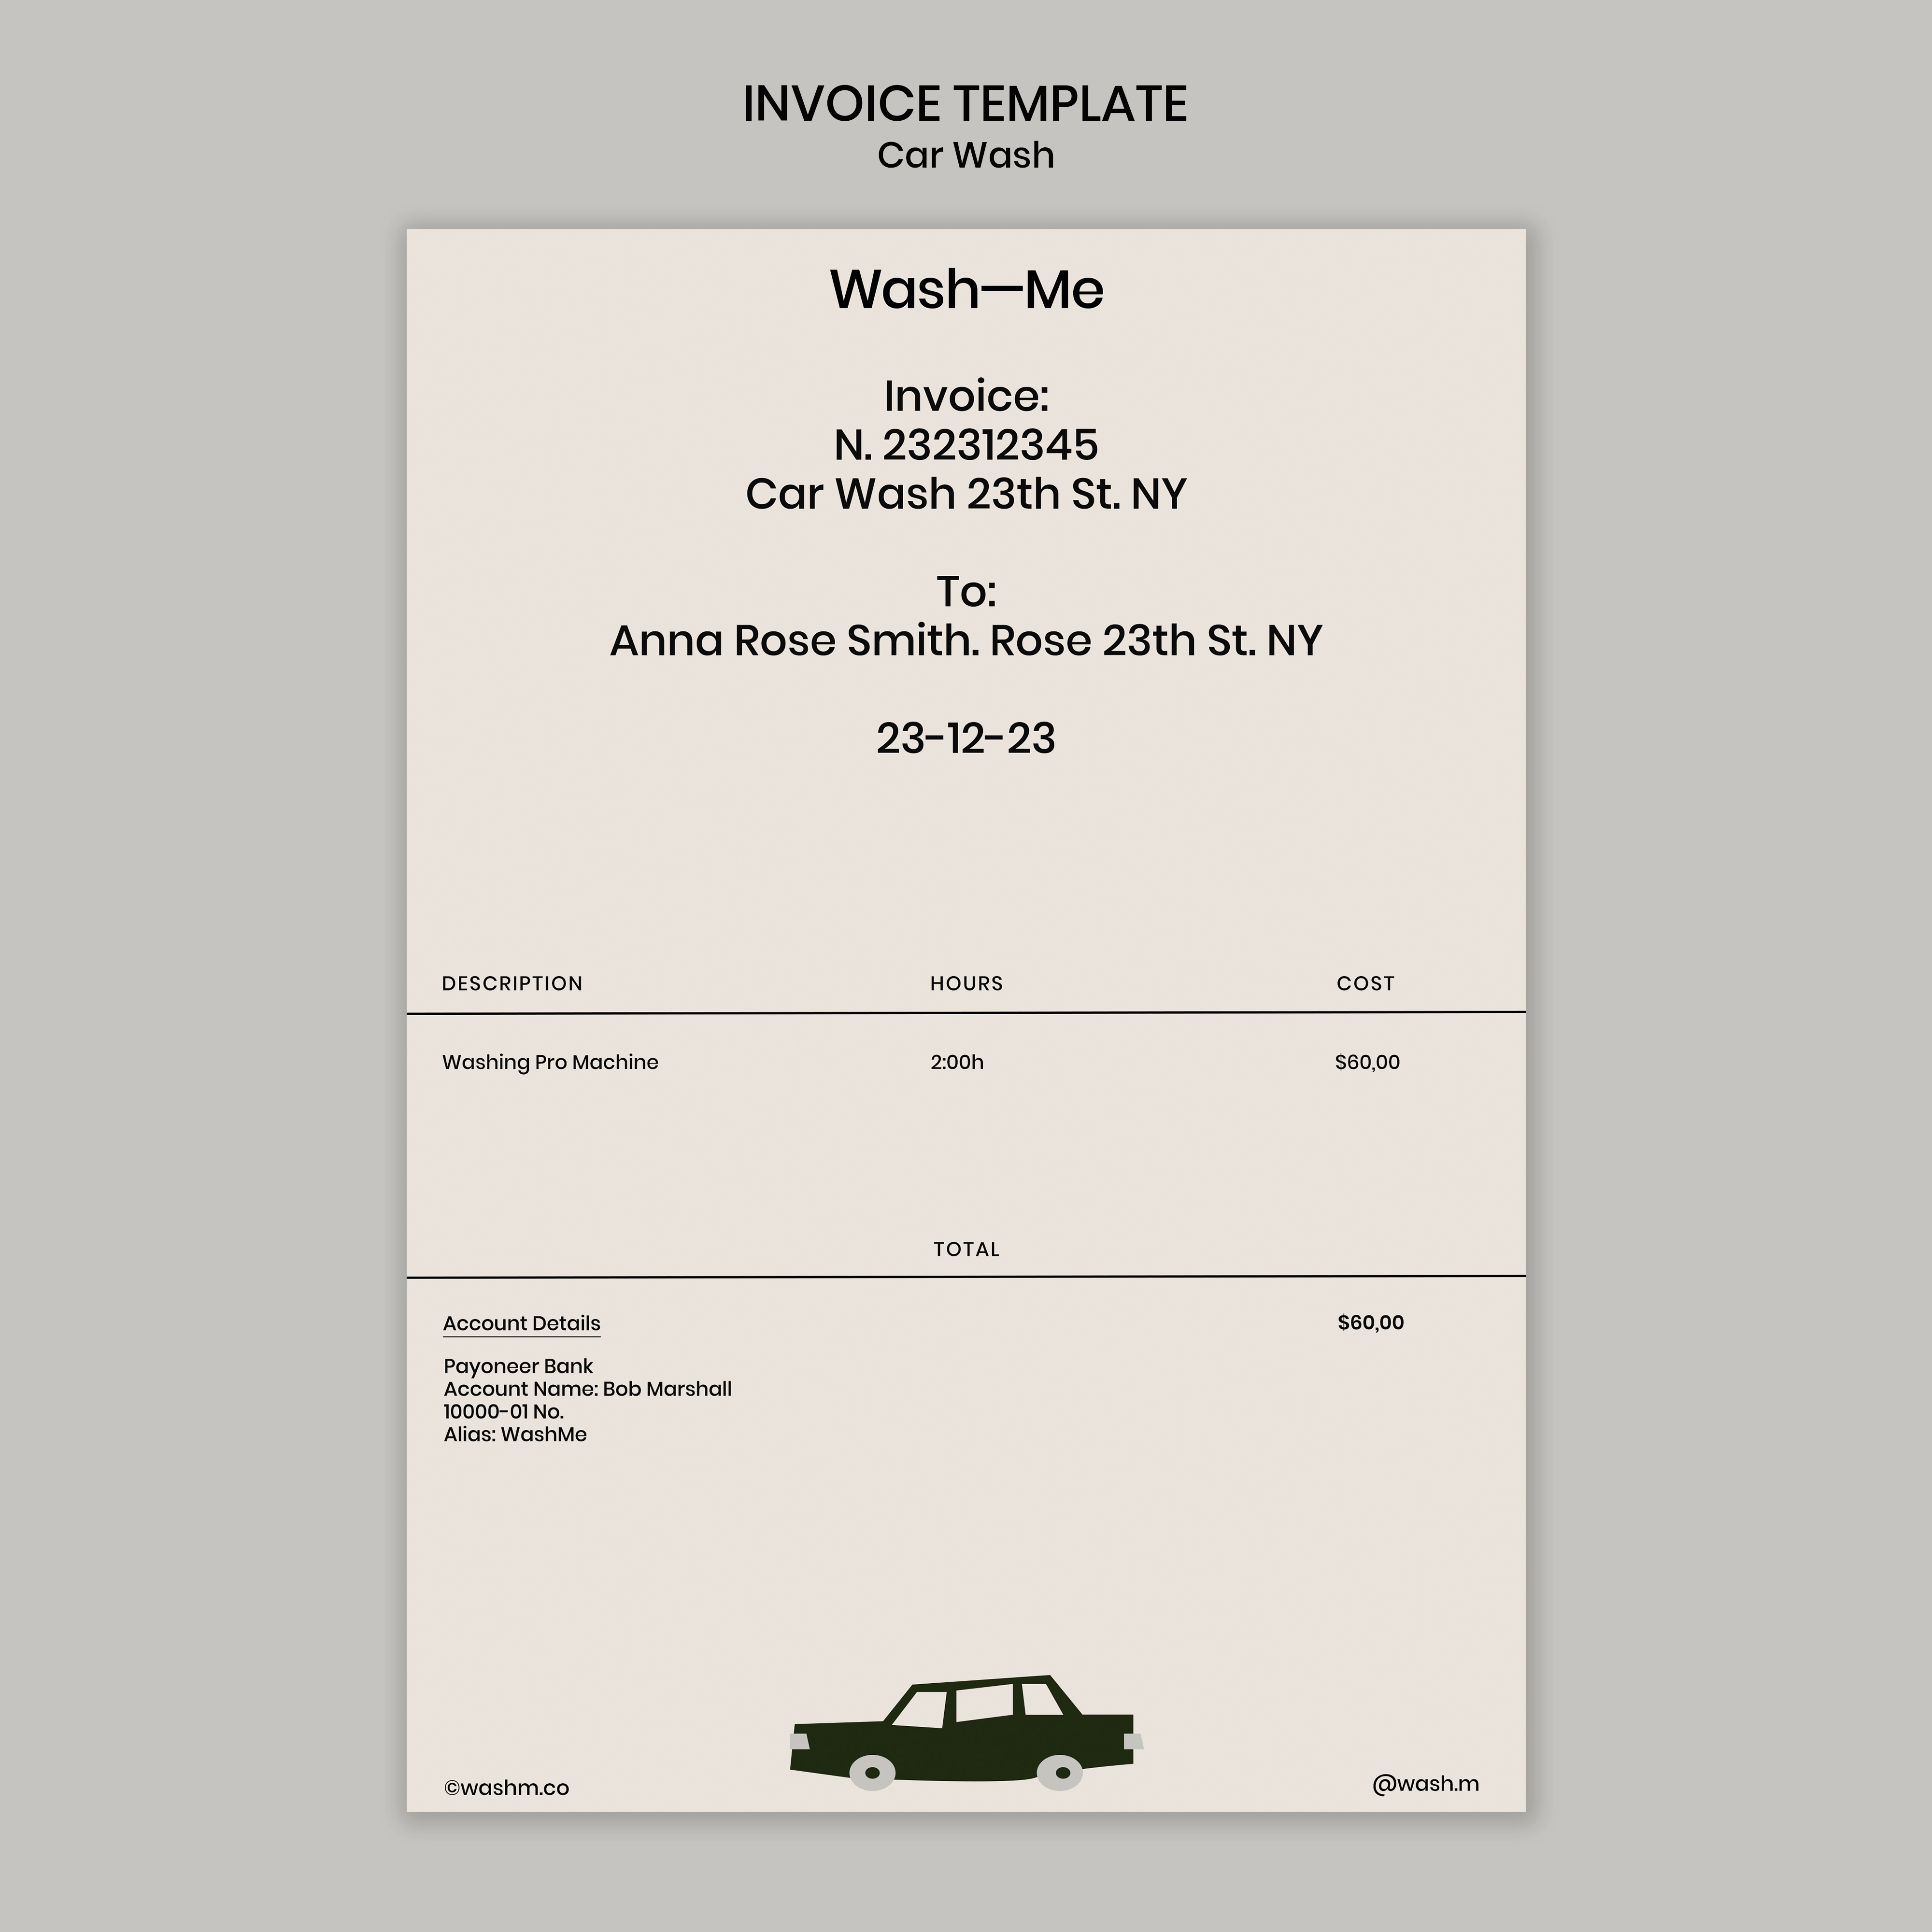 INVOICE TEMPLATE
Car Wash
Wash—Me
Invoice:
N. 232312345
Car Wash 23th St. NY
To:
Anna Rose Smith. Rose 23th St. NY
23-12-23
DESCRIPTION HOURS COST
Washing Pro Machine 2:00h $60,00
TOTAL
Account Details $60,00
Payoneer Bank
Account Name: Bob Marshall
10000-01 No.
Alias: WashMe
©washm.co @wash.m